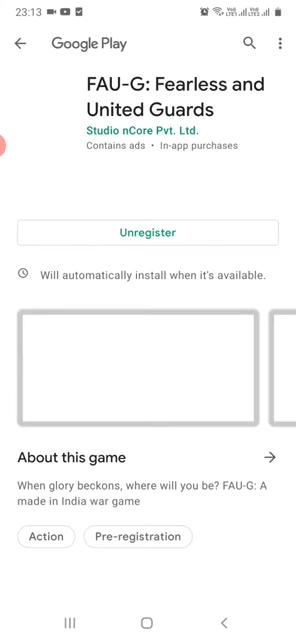 23:13
Google Play
FAU-G: Fearless and
United Guards
Studio nCore Pvt. Ltd.
Contains ads • In-app purchases
Unregister
Will automatically install when it's available.
About this game
When glory beckons, where will you be? FAU-G: A
made in India war game
Action
Pre-registration